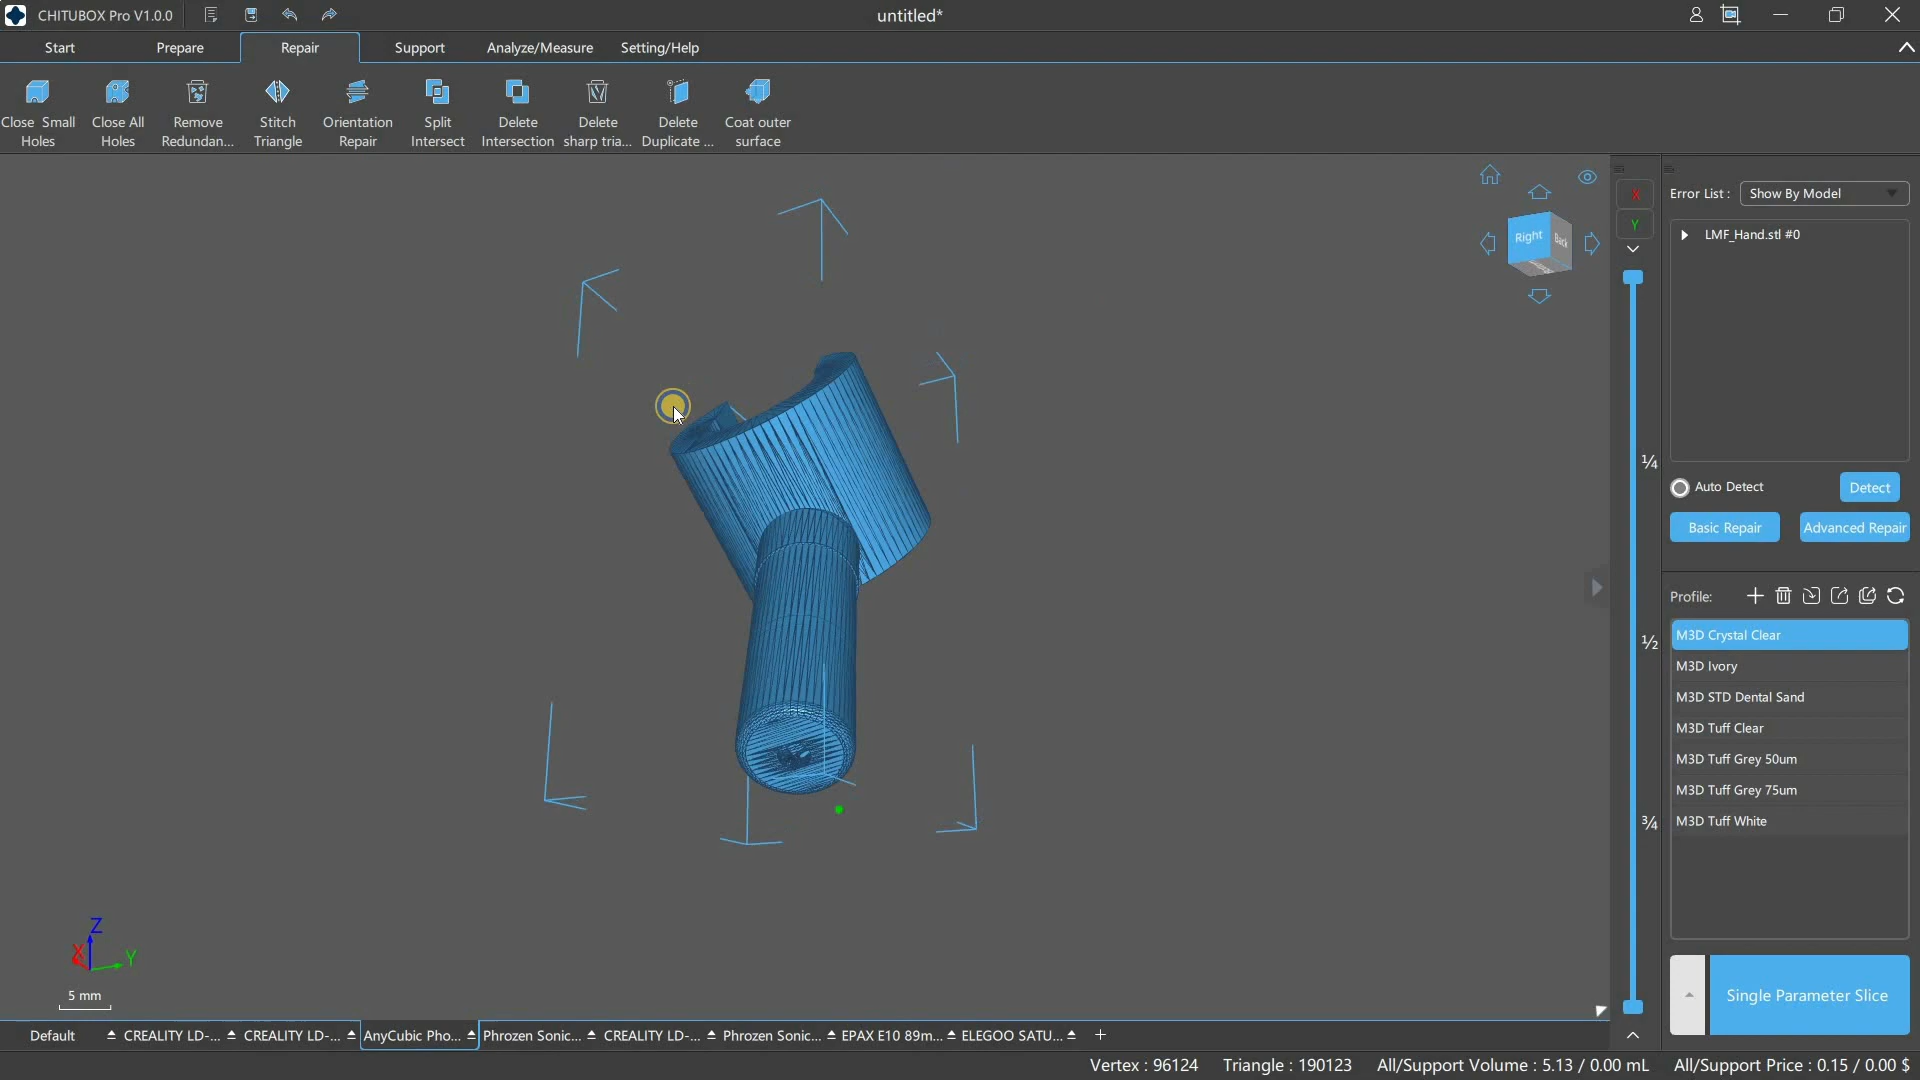 CHITUBOX Pro V1.0.0
untitled*
Start
Prepare
Repair
Support
Analyze/Measure
Setting/Help
Close Small
Holes
Close All
Holes
Remove
Redundan...
Stitch
Triangle
Orientation
Repair
Split
Intersect
Delete
Intersection
Delete
sharp tria...
Delete
Duplicate ...
Coat outer
surface
Right
Back
X
Y
1/4
1/2
3/4
Error List :
Show By Model
LMF_Hand.stl #0
Auto Detect
Detect
Basic Repair
Advanced Repair
Profile:
M3D Crystal Clear
M3D Ivory
M3D STD Dental Sand
M3D Tuff Clear
M3D Tuff Grey 50um
M3D Tuff Grey 75um
M3D Tuff White
Single Parameter Slice
Z
X
Y
5 mm
Default
CREALITY LD-...
CREALITY LD-...
AnyCubic Pho...
Phrozen Sonic...
CREALITY LD-...
Phrozen Sonic...
EPAX E10 89m...
ELEGOO SATU...
Vertex : 96124
Triangle : 190123
All/Support Volume : 5.13 / 0.00 mL
All/Support Price : 0.15 / 0.00 $